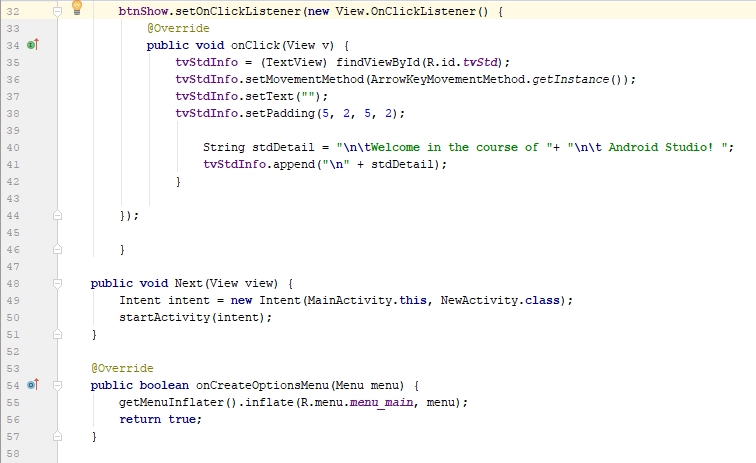 32 btnShow.setOnClickListener(new View.OnClickListener() {
33 @Override
34 public void onClick(View v) {
35 tvStdInfo = (TextView) findViewById(R.id.tvStd);
36 tvStdInfo.setMovementMethod(ArrowKeyMovementMethod.getInstance());
37 tvStdInfo.setText("");
38 tvStdInfo.setPadding(5, 2, 5, 2);
39
40 String stdDetail = "\n\tWelcome in the course of "+ "\n\t Android Studio! ";
41 tvStdInfo.append("\n" + stdDetail);
42 }
43
44 });
45
46 }
47
48 public void Next(View view) {
49 Intent intent = new Intent(MainActivity.this, NewActivity.class);
50 startActivity(intent);
51 }
52
53 @Override
54 public boolean onCreateOptionsMenu(Menu menu) {
55 getMenuInflater().inflate(R.menu.menu_main, menu);
56 return true;
57 }
58